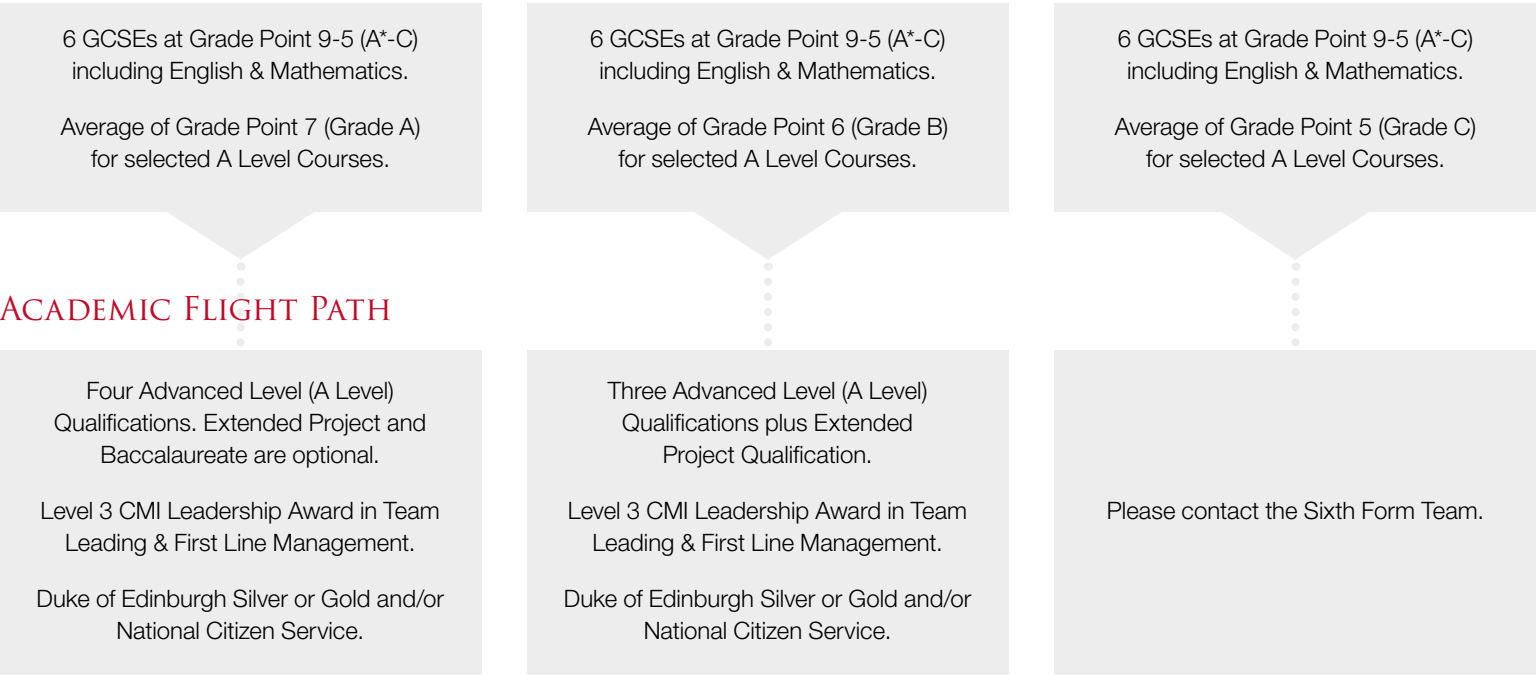 6 GCSEs at Grade Point 9-5 (A*-C)
including English & Mathematics.
Average of Grade Point 7 (Grade A)
for selected A Level Courses.
6 GCSEs at Grade Point 9-5 (A*-C)
including English & Mathematics.
Average of Grade Point 6 (Grade B)
for selected A Level Courses.
6 GCSEs at Grade Point 9-5 (A*-C)
including English & Mathematics.
Average of Grade Point 5 (Grade C)
for selected A Level Courses.
Academic Flight Path
Four Advanced Level (A Level)
Qualifications. Extended Project and
Baccalaureate are optional.
Level 3 CMI Leadership Award in Team
Leading & First Line Management.
Duke of Edinburgh Silver or Gold and/or
National Citizen Service.
Three Advanced Level (A Level)
Qualifications plus Extended
Project Qualification.
Level 3 CMI Leadership Award in Team
Leading & First Line Management.
Duke of Edinburgh Silver or Gold and/or
National Citizen Service.
Please contact the Sixth Form Team.